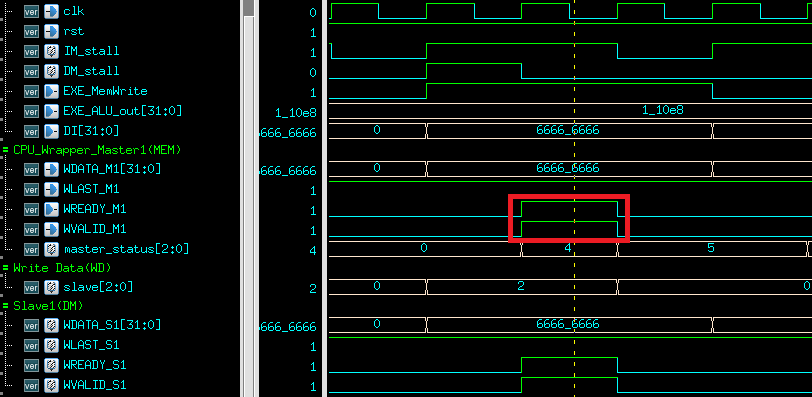 ver clk 0
ver rst 1
ver IM_stall 1
ver DM_stall 0
ver EXE_MemWrite 1
ver EXE_ALU_out[31:0] 1_10e8 1_10e8
ver DI[31:0] 6666_6666 0 6666_6666
= CPU_Wrapper_Master1(MEM)
ver WDATA_M1[31:0] 6666_6666 0 6666_6666
ver WLAST_M1 1
ver WREADY_M1 1
ver WVALID_M1 1
ver master_status[2:0] 4 0 4 5
= Write Data(WD)
ver slave[2:0] 2 0 2 0
= Slave1(DM)
ver WDATA_S1[31:0] 6666_6666 0 6666_6666
ver WLAST_S1 1
ver WREADY_S1 1
ver WVALID_S1 1